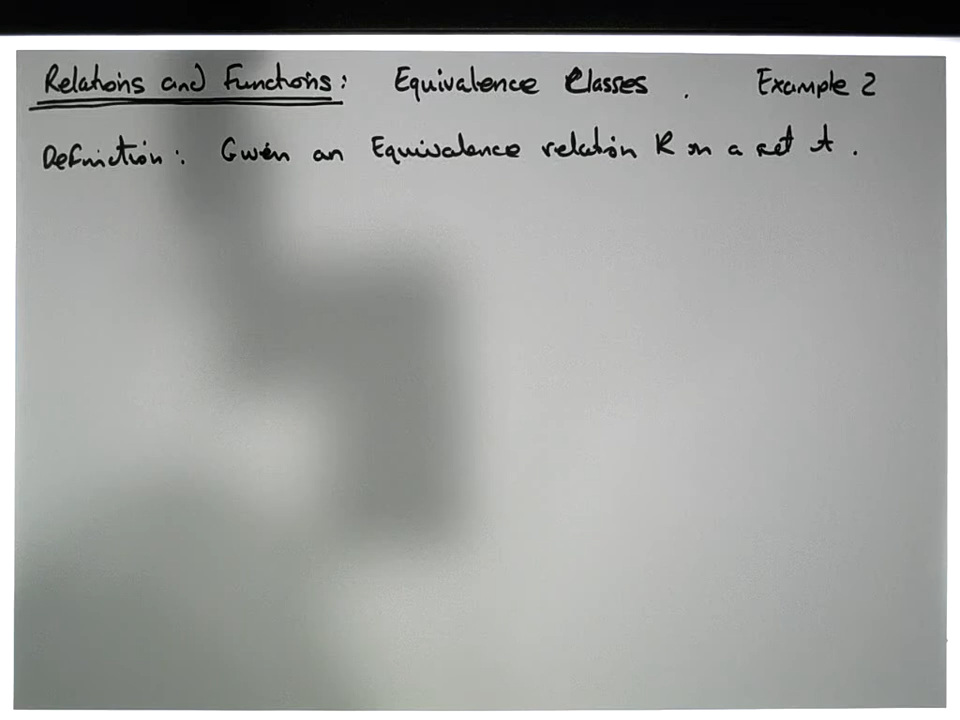 Relations and Functions: Equivalence Classes. Example 2
Definition: Given an Equivalence relation R on a set A.